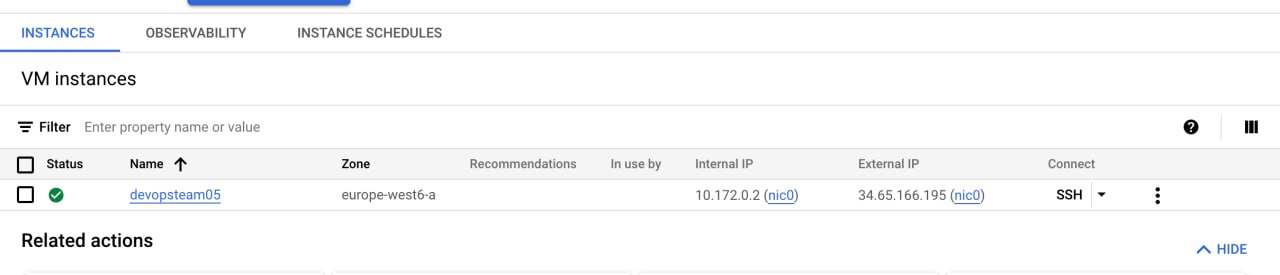 INSTANCES OBSERVABILITY INSTANCE SCHEDULES
VM instances
Filter Enter property name or value
Status Name Zone Recommendations In use by Internal IP External IP Connect
devopsteam05 europe-west6-a 10.172.0.2 (nic0) 34.65.166.195 (nic0) SSH
Related actions
HIDE